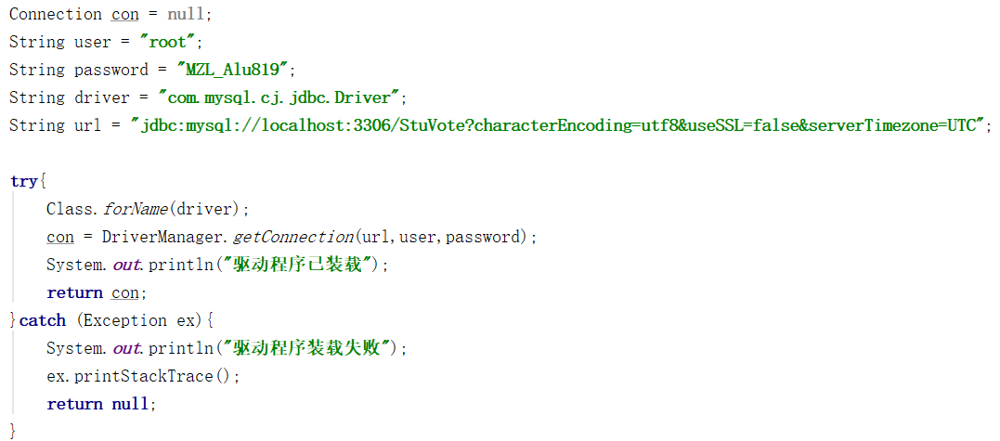 Connection con = null;
String user = "root";
String password = "MZL_Alu819";
String driver = "com.mysql.cj.jdbc.Driver";
String url = "jdbc:mysql://localhost:3306/StuVote?characterEncoding=utf8&useSSL=false&serverTimezone=UTC";
try{
Class.forName(driver);
con = DriverManager.getConnection(url,user,password);
System.out.println("驱动程序已装载");
return con;
}catch (Exception ex){
System.out.println("驱动程序装载失败");
ex.printStackTrace();
return null;
}